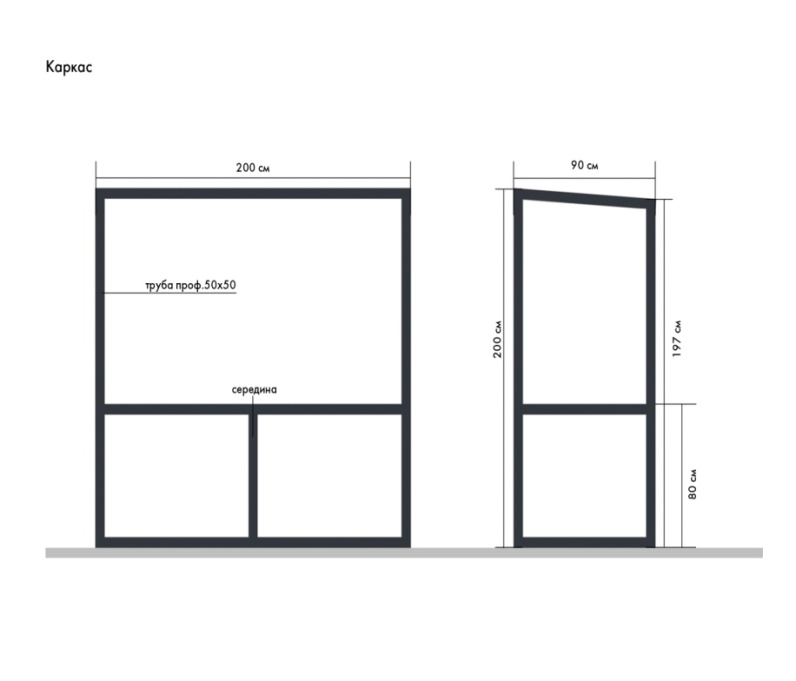 Каркас
200 см
90 см
труба проф.50х50
200 см
197 см
середина
80 см